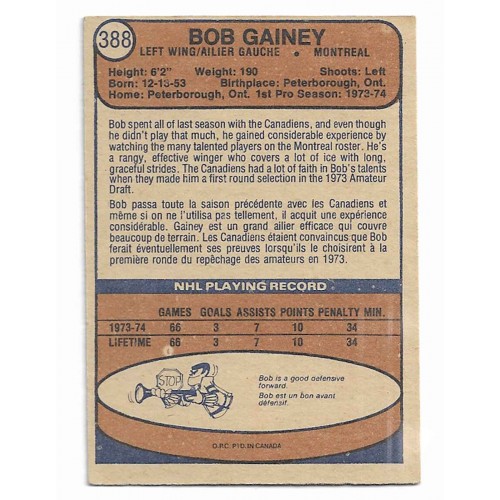 388
BOB GAINEY
LEFT WING/AILIER GAUCHE • MONTREAL
Height: 6'2" Weight: 190 Shoots: Left
Born: 12-13-53 Birthplace: Peterborough, Ont.
Home: Peterborough, Ont. 1st Pro Season: 1973-74
Bob spent all of last season with the Canadiens, and even though
he didn't play that much, he gained considerable experience by
watching the many talented players on the Montreal roster. He's
a rangy, effective winger who covers a lot of ice with long,
graceful strides. The Canadiens had a lot of faith in Bob's talents
when they made him a first round selection in the 1973 Amateur
Draft.
Bob passa toute la saison précédente avec les Canadiens et
même si on ne l'utilisa pas tellement, il acquit une expérience
considérable. Gainey est un grand ailier efficace qui couvre
beaucoup de terrain. Les Canadiens étaient convaincus que Bob
ferait éventuellement ses preuves lorsqu'ils le choisirent à la
première ronde du repêchage des amateurs en 1973.
NHL PLAYING RECORD
GAMES GOALS ASSISTS POINTS PENALTY MIN.
1973-74 66 3 7 10 34
LIFETIME 66 3 7 10 34
STOP
Bob is a good defensive
forward.
Bob est un bon avant
défensif.
O.P.C. PTD. IN CANADA